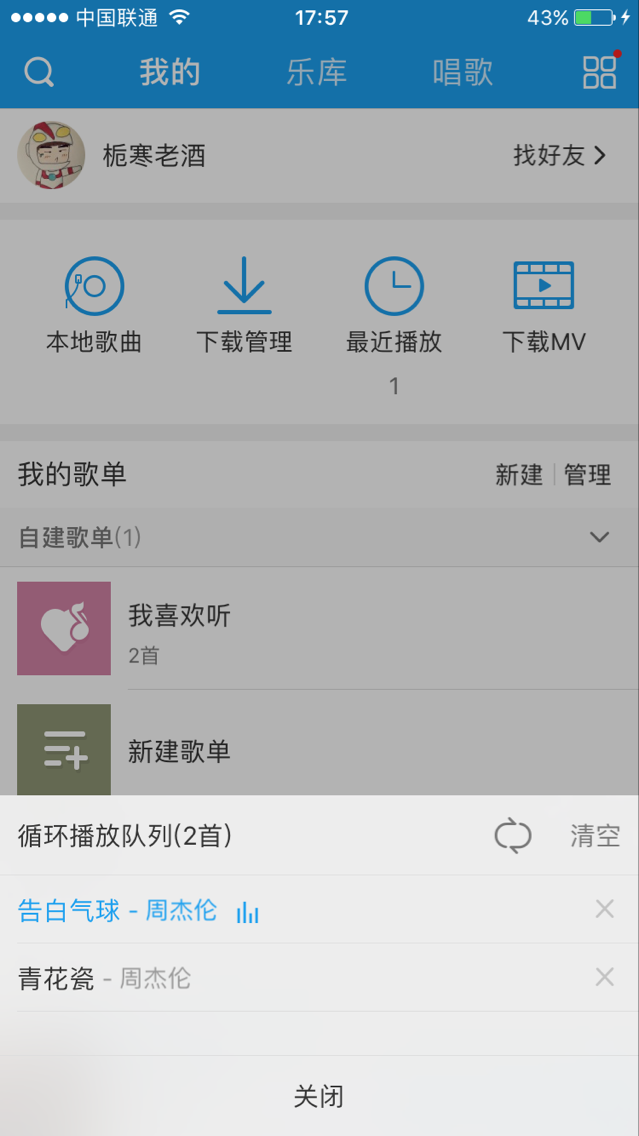 中国联通 17:57 43%
我的 乐库 唱歌
栀寒老酒 找好友
本地歌曲 下载管理 最近播放 下载MV
1
我的歌单 新建 管理
自建歌单(1)
我喜欢听
2首
新建歌单
循环播放队列(2首) 清空
告白气球 - 周杰伦
青花瓷 - 周杰伦
关闭